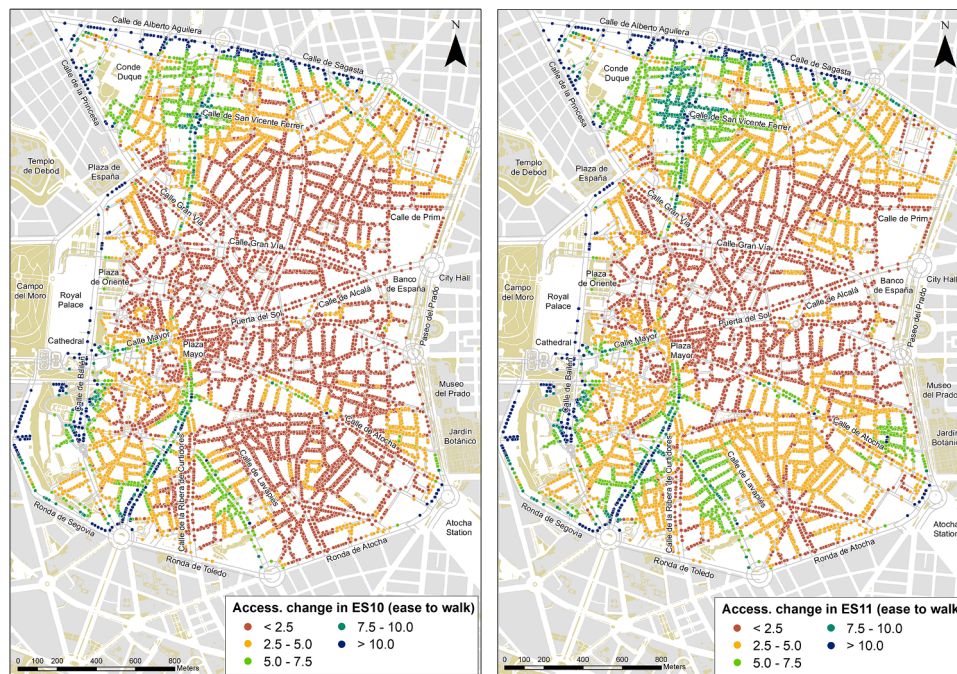 Calle de Alberto Aguilera
N
Calle de Sagasta
Conde
Duque
Calle de la Princesa
Calle de San Vicente Ferrer
Templo
de Debod
Plaza de
España
Calle Gran Vía
Calle de Prim
Calle Gran Vía
Plaza
de Oriente
Campo
del Moro
Royal
Palace
Banco
de España
City Hall
Calle de Alcalá
Puerta del Sol
Paseo del Prado
Cathedral
Calle Mayor
Plaza
Mayor
Calle de Bailén
Museo
del Prado
Calle de Atocha
Jardín
Botánico
Calle de la Ribera de Curtidores
Calle de Lavapiés
Ronda de Segovia
Atocha
Station
Ronda de Atocha
Ronda de Toledo
Access. change in ES10 (ease to walk)
< 2.5
7.5 - 10.0
2.5 - 5.0
> 10.0
5.0 - 7.5
0 100 200 400 600 800
Meters
Calle de Alberto Aguilera
N
Calle de Sagasta
Conde
Duque
Calle de la Princesa
Calle de San Vicente Ferrer
Templo
de Debod
Plaza de
España
Calle Gran Vía
Calle de Prim
Calle Gran Vía
Plaza
de Oriente
Campo
del Moro
Royal
Palace
Banco
de España
City Hall
Calle de Alcalá
Puerta del Sol
Paseo del Prado
Cathedral
Calle Mayor
Plaza
Mayor
Calle de Bailén
Museo
del Prado
Calle de Atocha
Jardín
Botánico
Calle de la Ribera de Curtidores
Calle de Lavapiés
Ronda de Segovia
Atocha
Station
Ronda de Atocha
Ronda de Toledo
Access. change in ES11 (ease to walk
< 2.5
7.5 - 10.0
2.5 - 5.0
> 10.0
5.0 - 7.5
0 100 200 400 600 800
Meters